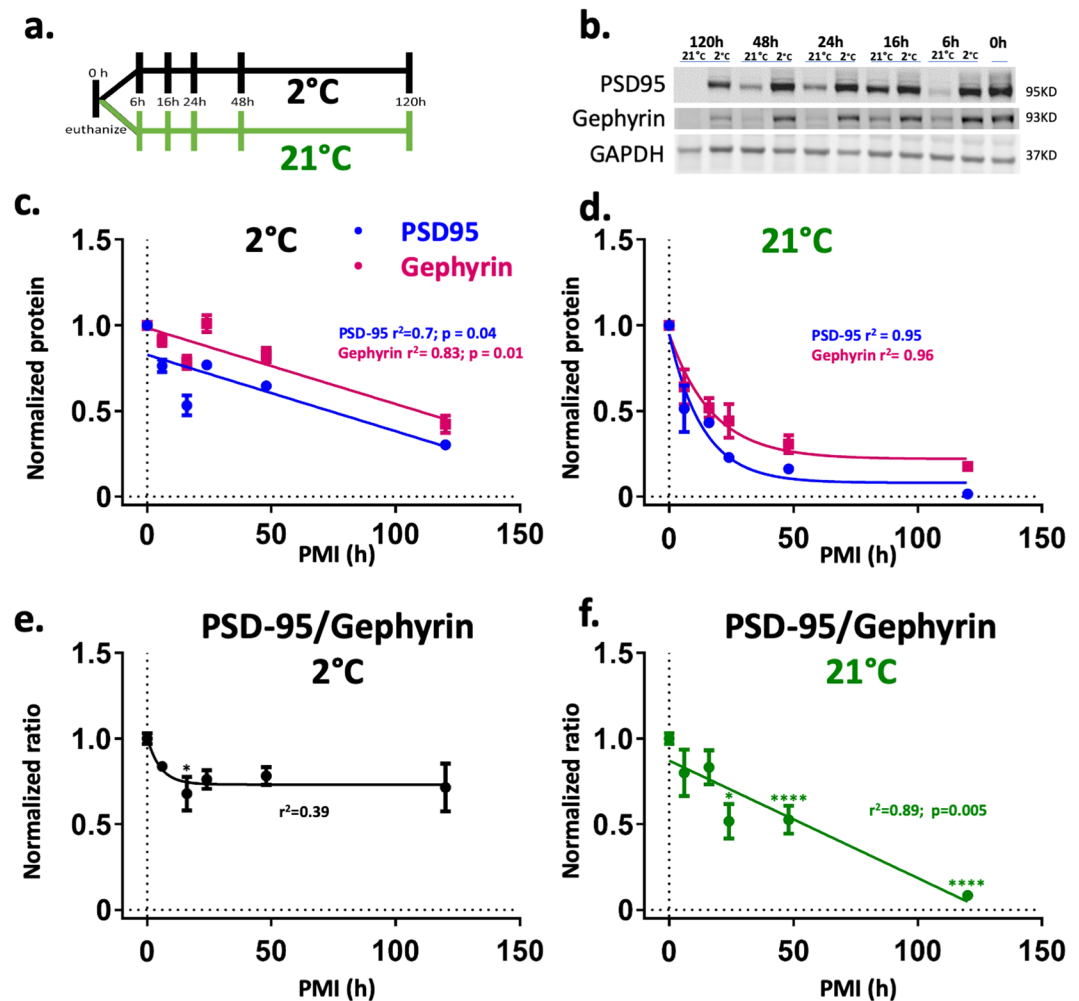 a.
0 h
6h 16h 24h 48h 120h
2°C
euthanize
21°C
b.
120h 48h 24h 16h 6h 0h
21°c 2°c 21°c 2°c 21°c 2°c 21°c 2°c 21°c 2°c
PSD95 95KD
Gephyrin 93KD
GAPDH 37KD
c.
2°C
PSD95
Gephyrin
PSD-95 r²=0.7; p = 0.04
Gephyrin r²= 0.83; p = 0.01
Normalized protein
1.5
1.0
0.5
0
0 50 100 150
PMI (h)
d.
21°C
PSD-95 r² = 0.95
Gephyrin r²= 0.96
Normalized protein
1.5
1.0
0.5
0
0 50 100 150
PMI (h)
e.
PSD-95/Gephyrin
2°C
Normalized ratio
1.5
1.0
0.5
0
*
r²=0.39
0 50 100 150
PMI (h)
f.
PSD-95/Gephyrin
21°C
Normalized ratio
1.5
1.0
0.5
0
* **** ****
r²=0.89; p=0.005
0 50 100 150
PMI (h)